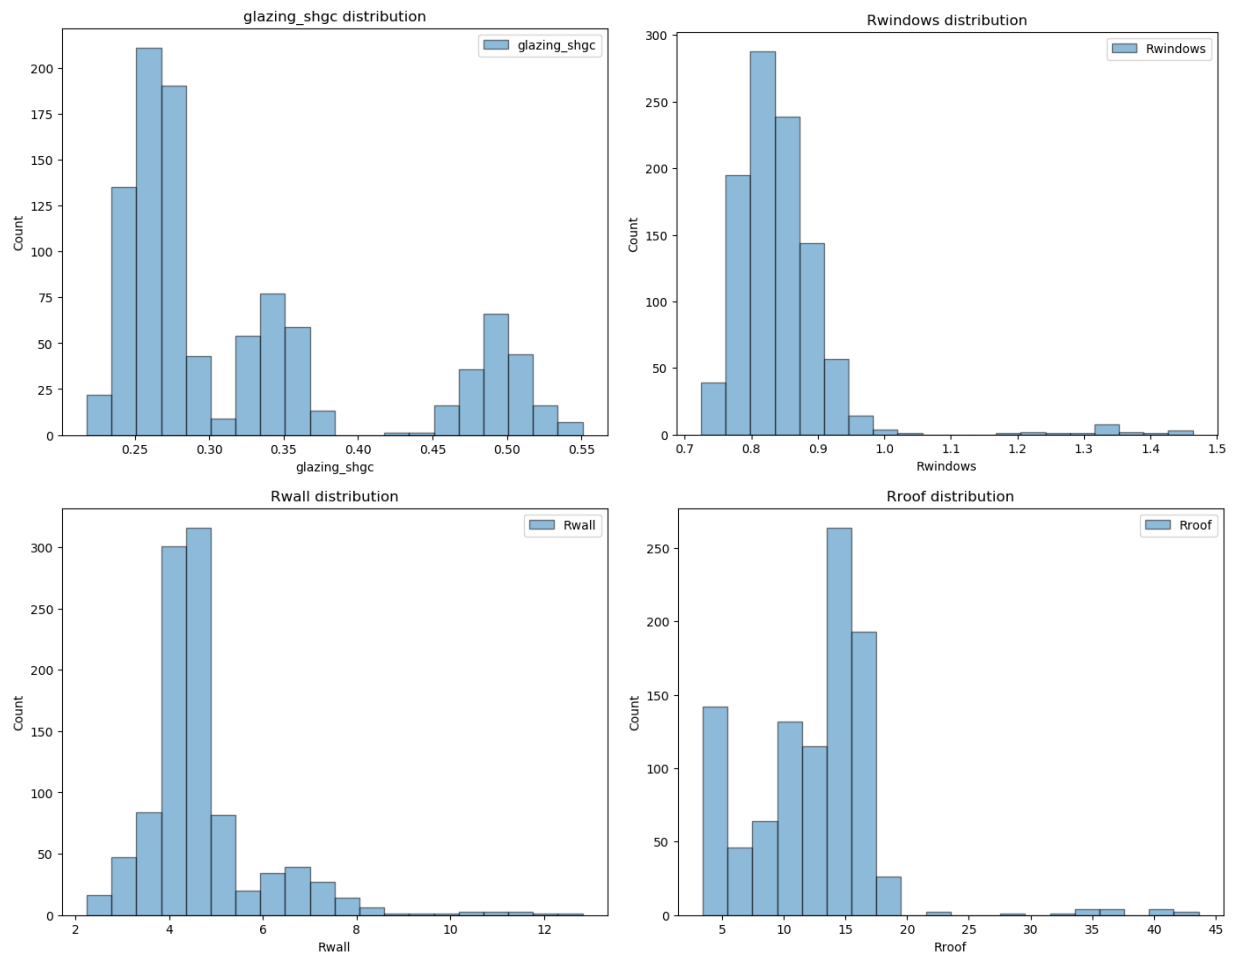 glazing_shgc distribution
glazing_shgc
200
175
150
125
100
75
50
25
0
Count
0.25 0.30 0.35 0.40 0.45 0.50 0.55
glazing_shgc
Rwindows distribution
Rwindows
300
250
200
150
100
50
0
Count
0.7 0.8 0.9 1.0 1.1 1.2 1.3 1.4 1.5
Rwindows
Rwall distribution
Rwall
300
250
200
150
100
50
0
Count
2 4 6 8 10 12
Rwall
Rroof distribution
Rroof
250
200
150
100
50
0
Count
5 10 15 20 25 30 35 40 45
Rroof